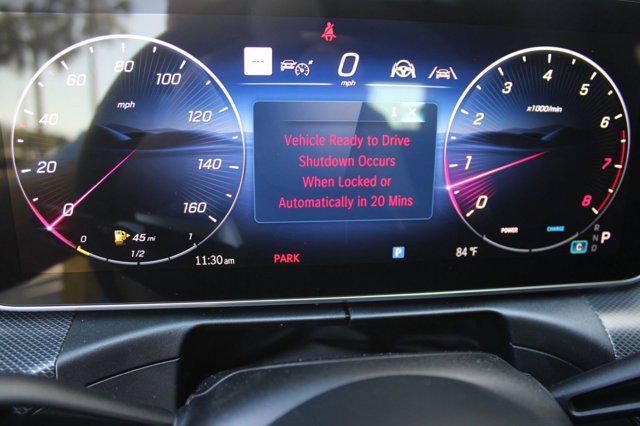 0
mph
80
60
100
mph
40
120
20
140
0
160
0
1/2
1
45 mi
11:30 am
Vehicle Ready to Drive
Shutdown Occurs
When Locked or
Automatically in 20 Mins
PARK
P
84 °F
4
3
5
x1000/min
2
6
1
7
0
8
POWER
CHARGE
C
R
N
D
P